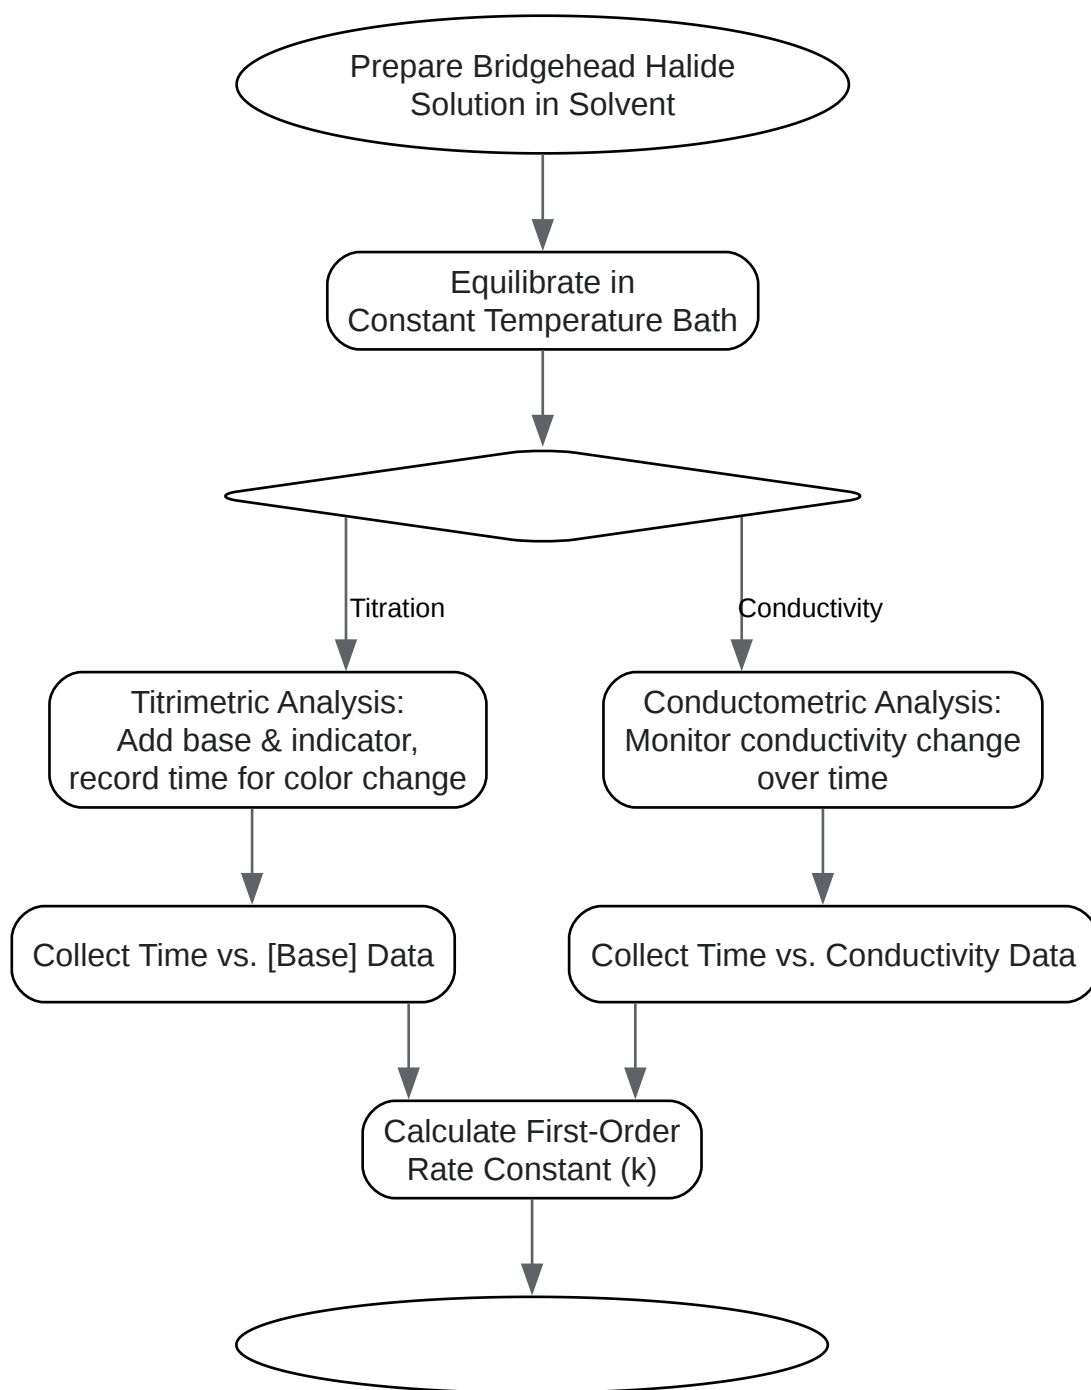 Prepare Bridgehead Halide
Solution in Solvent
Equilibrate in
Constant Temperature Bath
Titration
Conductivity
Titrimetric Analysis:
Add base & indicator,
record time for color change
Conductometric Analysis:
Monitor conductivity change
over time
Collect Time vs. [Base] Data
Collect Time vs. Conductivity Data
Calculate First-Order
Rate Constant (k)